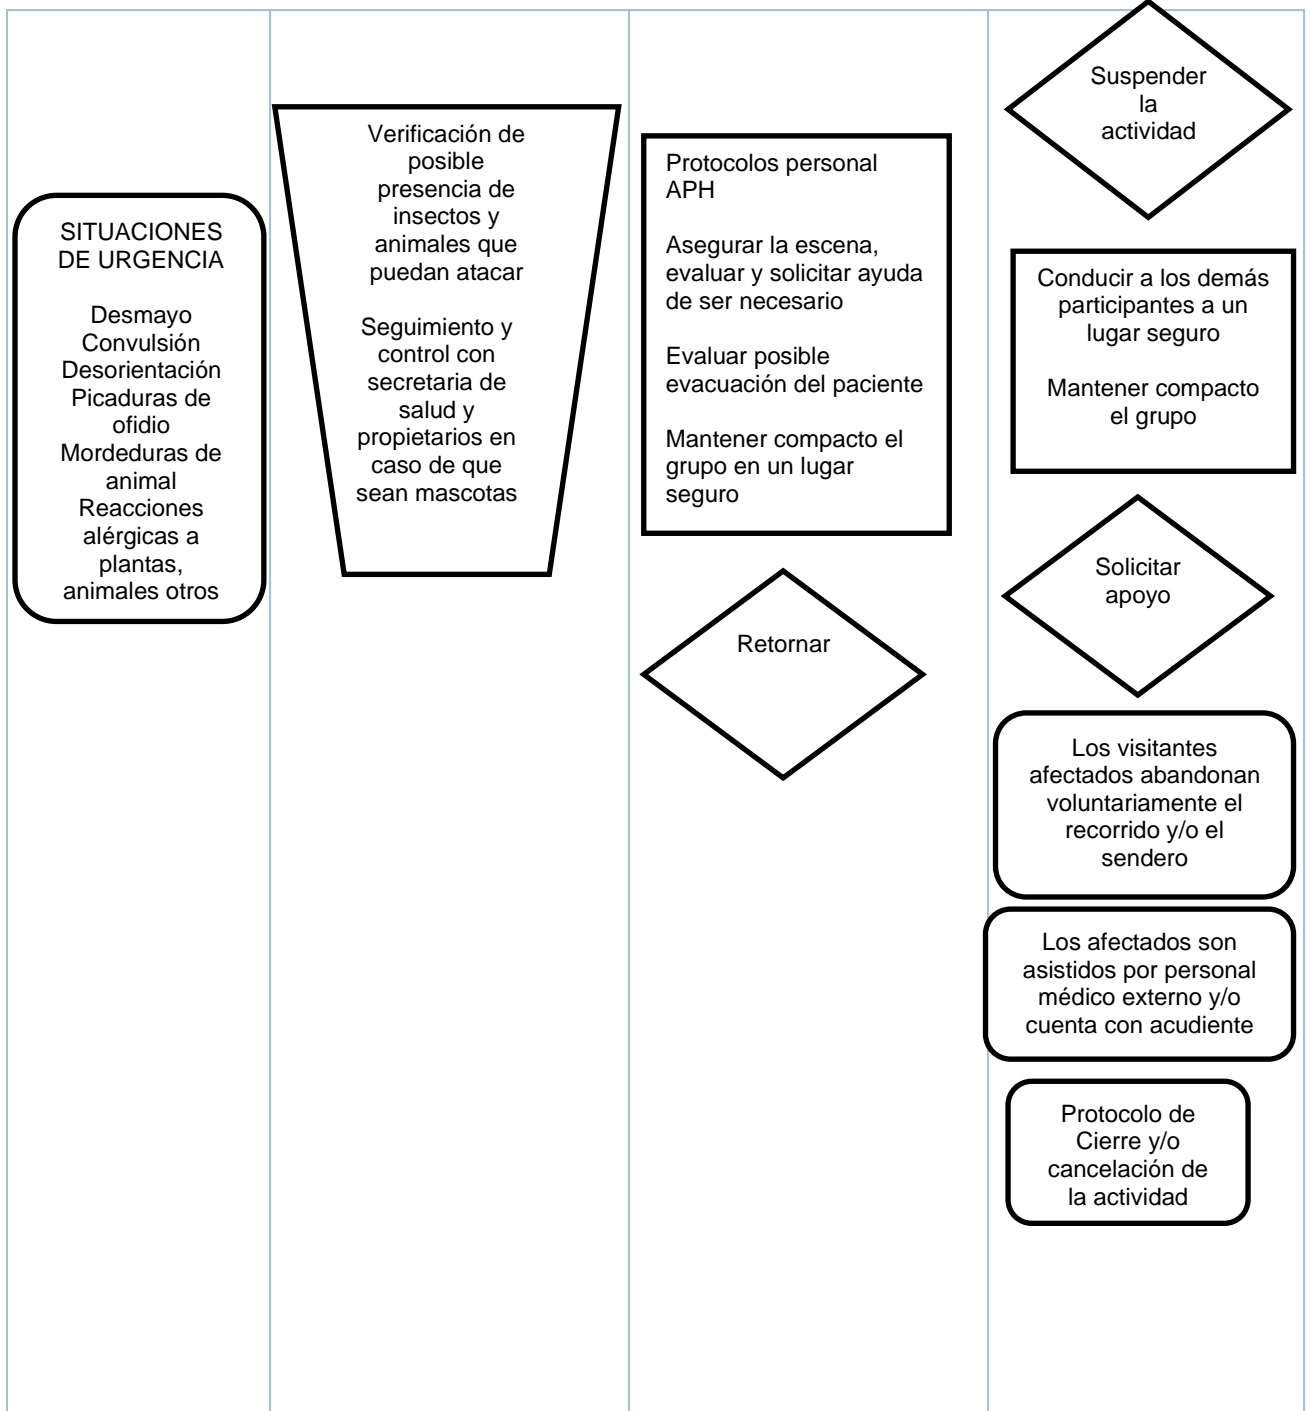 SITUACIONES
DE URGENCIA
Desmayo
Convulsión
Desorientación
Picaduras de
ofidio
Mordeduras de
animal
Reacciones
alérgicas a
plantas,
animales otros
Verificación de
posible
presencia de
insectos y
animales que
puedan atacar
Seguimiento y
control con
secretaria de
salud y
propietarios en
caso de que
sean mascotas
Protocolos personal
APH
Asegurar la escena,
evaluar y solicitar ayuda
de ser necesario
Evaluar posible
evacuación del paciente
Mantener compacto el
grupo en un lugar
seguro
Retornar
Suspender
la
actividad
Conducir a los demás
participantes a un
lugar seguro
Mantener compacto
el grupo
Solicitar
apoyo
Los visitantes
afectados abandonan
voluntariamente el
recorrido y/o el
sendero
Los afectados son
asistidos por personal
médico externo y/o
cuenta con acudiente
Protocolo de
Cierre y/o
cancelación de
la actividad